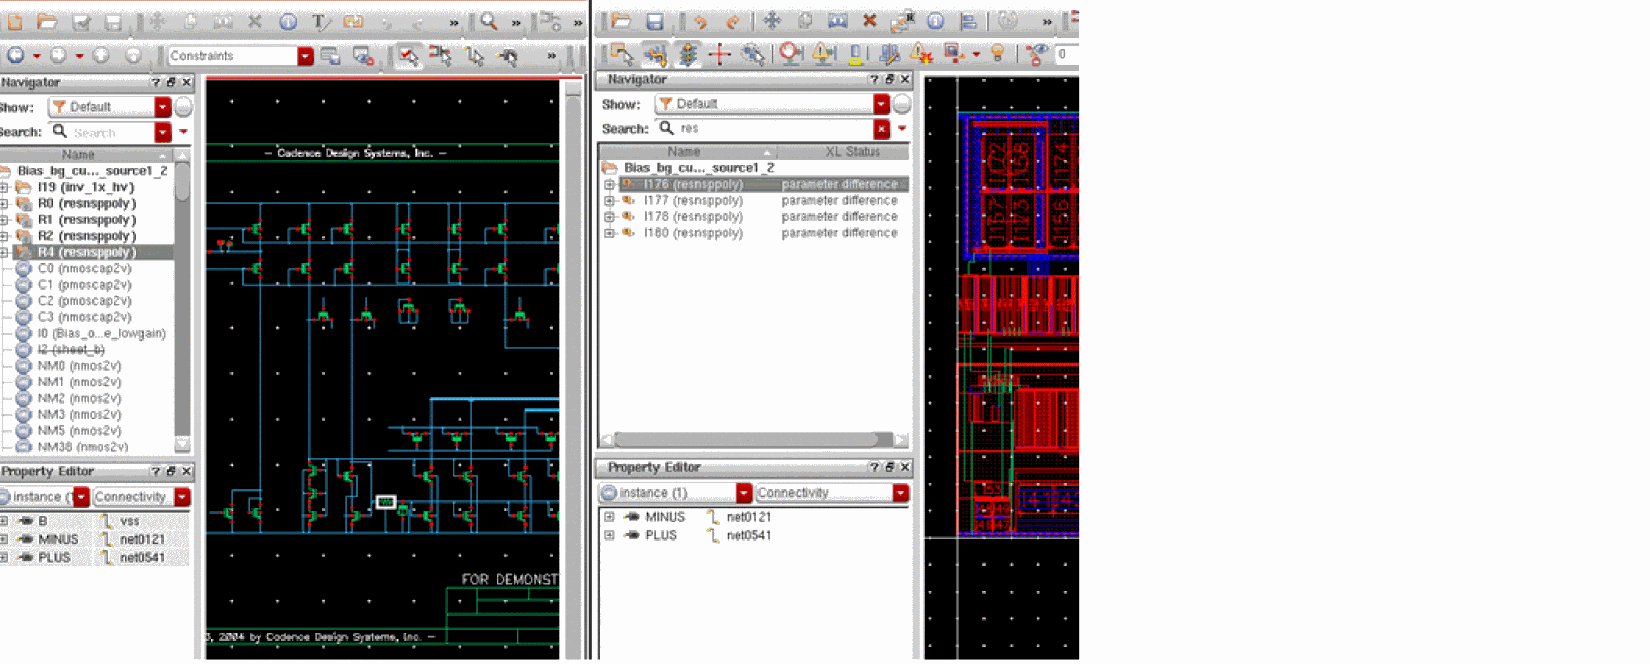 Constraints
Navigator
Show: Default
Search: Search
Name
Bias_bg_cu..._source1_2
I19 (inv_1x_hv)
R0 (resnsppoly)
R1 (resnsppoly)
R2 (resnsppoly)
R4 (resnsppoly)
C0 (nmoscap2v)
C1 (pmoscap2v)
C2 (pmoscap2v)
C3 (pmoscap2v)
I0 (Bias_o...e_lowgain)
I2 (sheet_b)
NM0 (nmos2v)
NM1 (nmos2v)
NM2 (nmos2v)
NM3 (nmos2v)
NM5 (nmos2v)
NM38 (nmos2v)
Property Editor
instance (1) Connectivity
B vss
MINUS net0121
PLUS net0541
— Cadence Design Systems, Inc. —
FOR DEMONST
3, 2004 by Cadence Design Systems, Inc. —
0
Navigator
Show: Default
Search: res
Name XL Status
Bias_bg_cu..._source1_2
I176 (resnsppoly) parameter difference
I177 (resnsppoly) parameter difference
I178 (resnsppoly) parameter difference
I180 (resnsppoly) parameter difference
Property Editor
instance (1) Connectivity
MINUS net0121
PLUS net0541
I172
I158
I174
I157
I173
I156